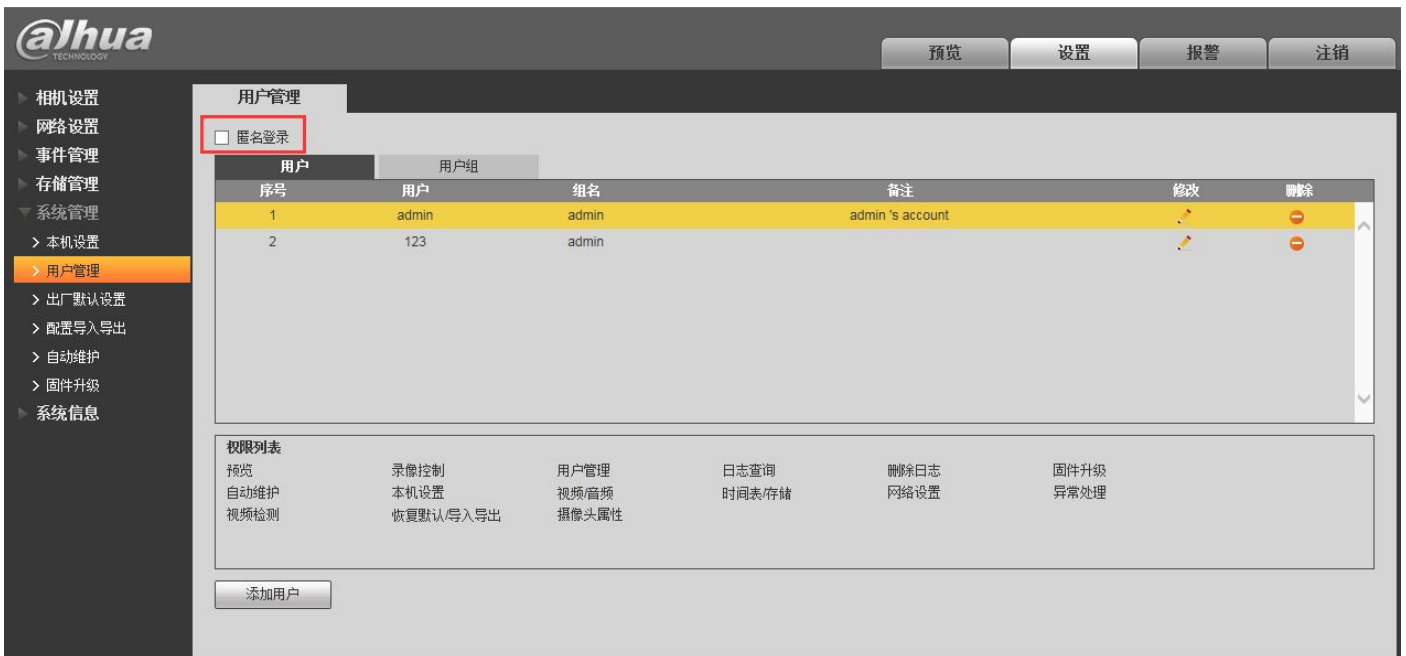 alhua
TECHNOLOGY
预览 设置 报警 注销
相机设置
网络设置
事件管理
存储管理
系统管理
本机设置
用户管理
出厂默认设置
配置导入导出
自动维护
固件升级
系统信息
用户管理
匿名登录
用户 用户组
序号 用户 组名 备注 修改 删除
1 admin admin admin 's account
2 123 admin
权限列表
预览 录像控制 用户管理 日志查询 删除日志 固件升级
自动维护 本机设置 视频/音频 时间表/存储 网络设置 异常处理
视频检测 恢复默认/导入导出 摄像头属性
添加用户